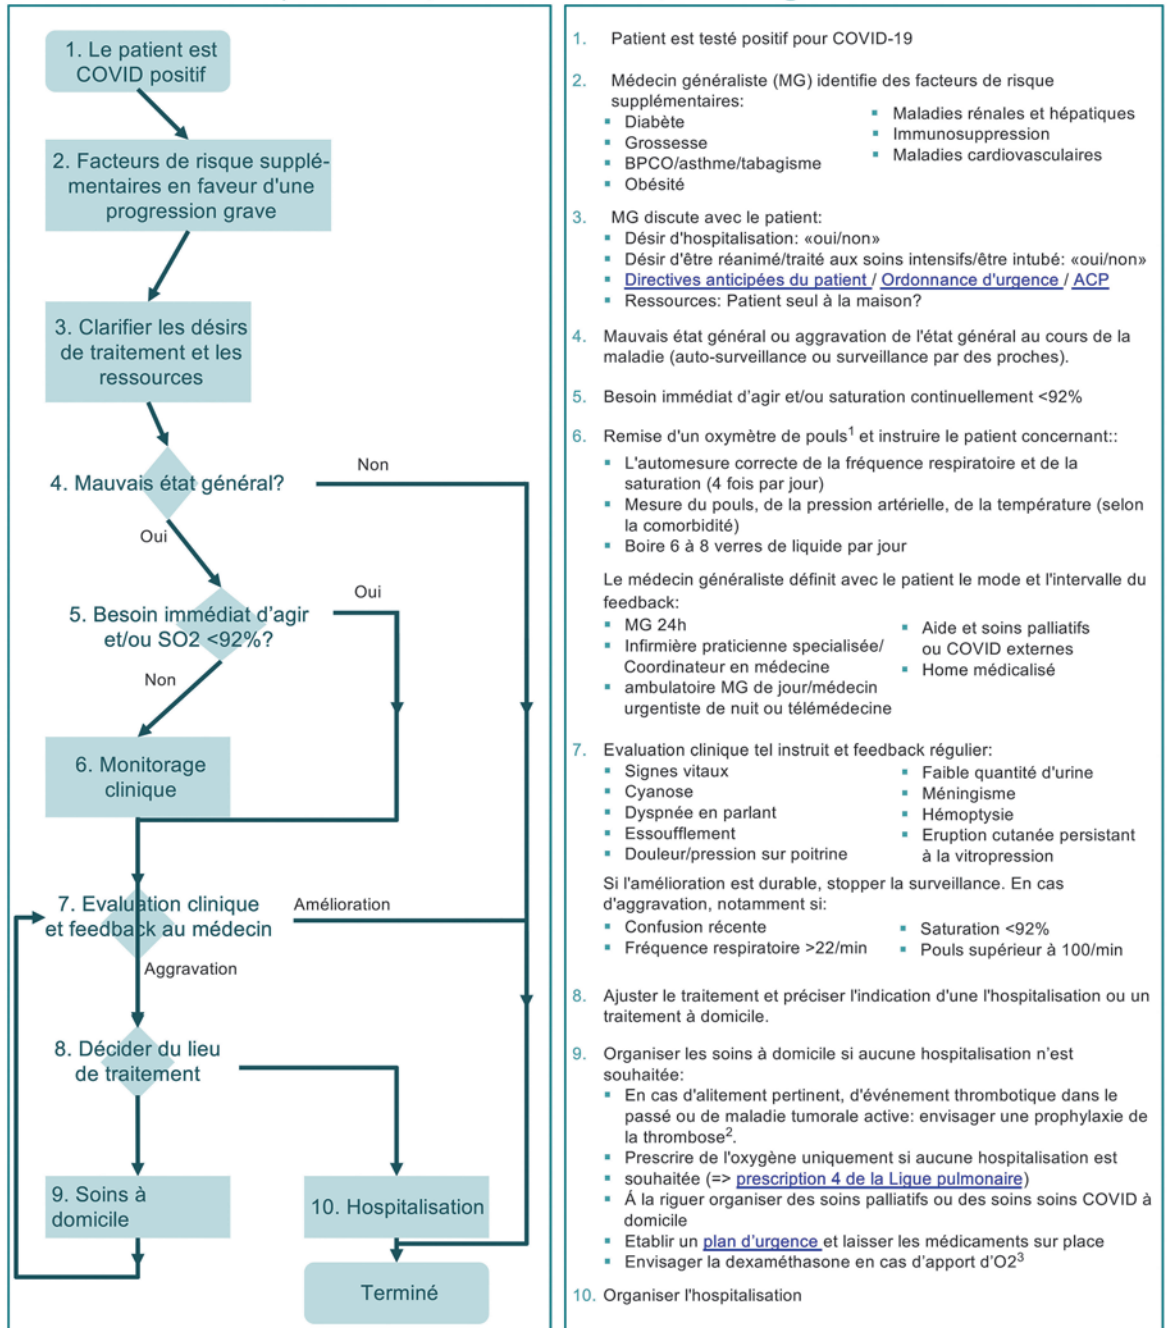 1. Le patient est
COVID positif
2. Facteurs de risque supplé-
mentaires en faveur d'une
progression grave
3. Clarifier les désirs
de traitement et les
ressources
4. Mauvais état général?
Non
Oui
5. Besoin immédiat d'agir
et/ou SO2 <92%?
Oui
Non
6. Monitorage
clinique
7. Evaluation clinique
et feedback au médecin
Amélioration
Aggravation
8. Décider du lieu
de traitement
9. Soins à
domicile
10. Hospitalisation
Terminé
1. Patient est testé positif pour COVID-19
2. Médecin généraliste (MG) identifie des facteurs de risque
supplémentaires:
▪ Diabète
▪ Grossesse
▪ BPCO/asthme/tabagisme
▪ Obésité
▪ Maladies rénales et hépatiques
▪ Immunosuppression
▪ Maladies cardiovasculaires
3. MG discute avec le patient:
▪ Désir d'hospitalisation: «oui/non»
▪ Désir d'être réanimé/traité aux soins intensifs/être intubé: «oui/non»
▪ Directives anticipées du patient / Ordonnance d'urgence / ACP
▪ Ressources: Patient seul à la maison?
4. Mauvais état général ou aggravation de l'état général au cours de la
maladie (auto-surveillance ou surveillance par des proches).
5. Besoin immédiat d'agir et/ou saturation continuellement <92%
6. Remise d'un oxymètre de pouls1 et instruire le patient concernant::
▪ L'automesure correcte de la fréquence respiratoire et de la
saturation (4 fois par jour)
▪ Mesure du pouls, de la pression artérielle, de la température (selon
la comorbidité)
▪ Boire 6 à 8 verres de liquide par jour
Le médecin généraliste définit avec le patient le mode et l'intervalle du
feedback:
▪ MG 24h
▪ Infirmière praticienne specialisée/
Coordinateur en médecine
▪ ambulatoire MG de jour/médecin
urgentiste de nuit ou télémédecine
▪ Aide et soins palliatifs
ou COVID externes
▪ Home médicalisé
7. Evaluation clinique tel instruit et feedback régulier:
▪ Signes vitaux
▪ Cyanose
▪ Dyspnée en parlant
▪ Essoufflement
▪ Douleur/pression sur poitrine
▪ Faible quantité d'urine
▪ Méningisme
▪ Hémoptysie
▪ Eruption cutanée persistant
à la vitropression
Si l'amélioration est durable, stopper la surveillance. En cas
d'aggravation, notamment si:
▪ Confusion récente
▪ Fréquence respiratoire >22/min
▪ Saturation <92%
▪ Pouls supérieur à 100/min
8. Ajuster le traitement et préciser l'indication d'une l'hospitalisation ou un
traitement à domicile.
9. Organiser les soins à domicile si aucune hospitalisation n'est
souhaitée:
▪ En cas d'alitement pertinent, d'événement thrombotique dans le
passé ou de maladie tumorale active: envisager une prophylaxie de
la thrombose2.
▪ Prescrire de l'oxygène uniquement si aucune hospitalisation est
▪ souhaitée (=> prescription 4 de la Ligue pulmonaire)
▪ Á la riguer organiser des soins palliatifs ou des soins soins COVID à
domicile
▪ Etablir un plan d'urgence et laisser les médicaments sur place
▪ Envisager la dexaméthasone en cas d'apport d'O23
10. Organiser l'hospitalisation